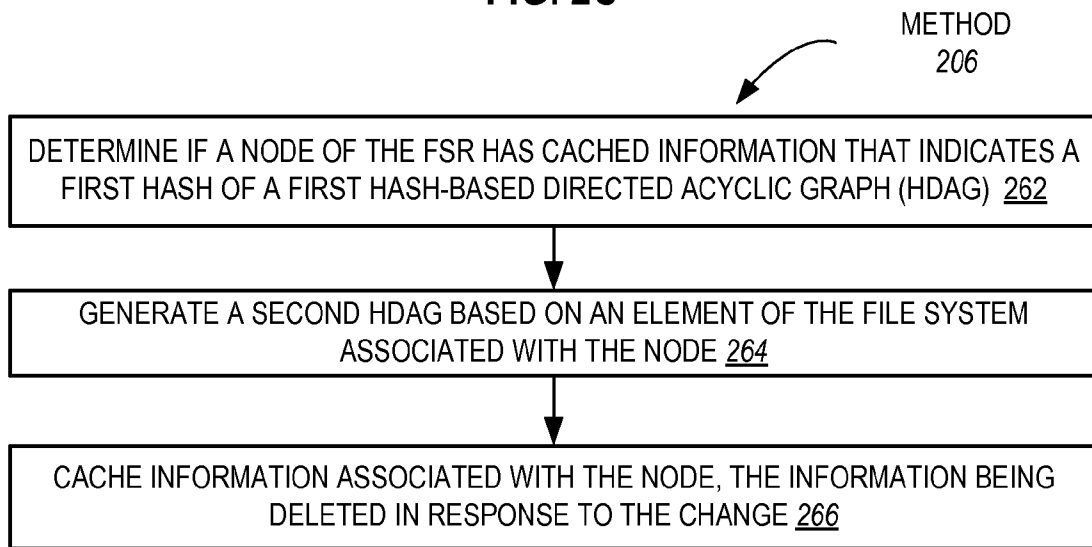 METHOD
206
DETERMINE IF A NODE OF THE FSR HAS CACHED INFORMATION THAT INDICATES A
FIRST HASH OF A FIRST HASH-BASED DIRECTED ACYCLIC GRAPH (HDAG) 262
GENERATE A SECOND HDAG BASED ON AN ELEMENT OF THE FILE SYSTEM
ASSOCIATED WITH THE NODE 264
CACHE INFORMATION ASSOCIATED WITH THE NODE, THE INFORMATION BEING
DELETED IN RESPONSE TO THE CHANGE 266